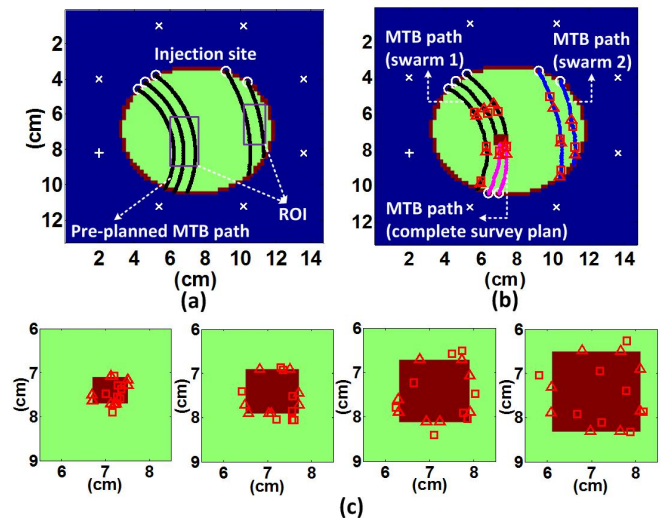 2
4
6
8
10
12
(cm)
2 4 6 8 10 12 14
(cm)
Injection site
ROI
Pre-planned MTB path
(a)
2
4
6
8
10
12
(cm)
2 4 6 8 10 12 14
(cm)
MTB path
(swarm 1)
MTB path
(swarm 2)
MTB path
(complete survey plan)
(b)
6
7
8
9
(cm)
6 7 8
(cm)
6
7
8
9
(cm)
6 7 8
(cm)
6
7
8
9
(cm)
6 7 8
(cm)
6
7
8
9
(cm)
6 7 8
(cm)
(c)